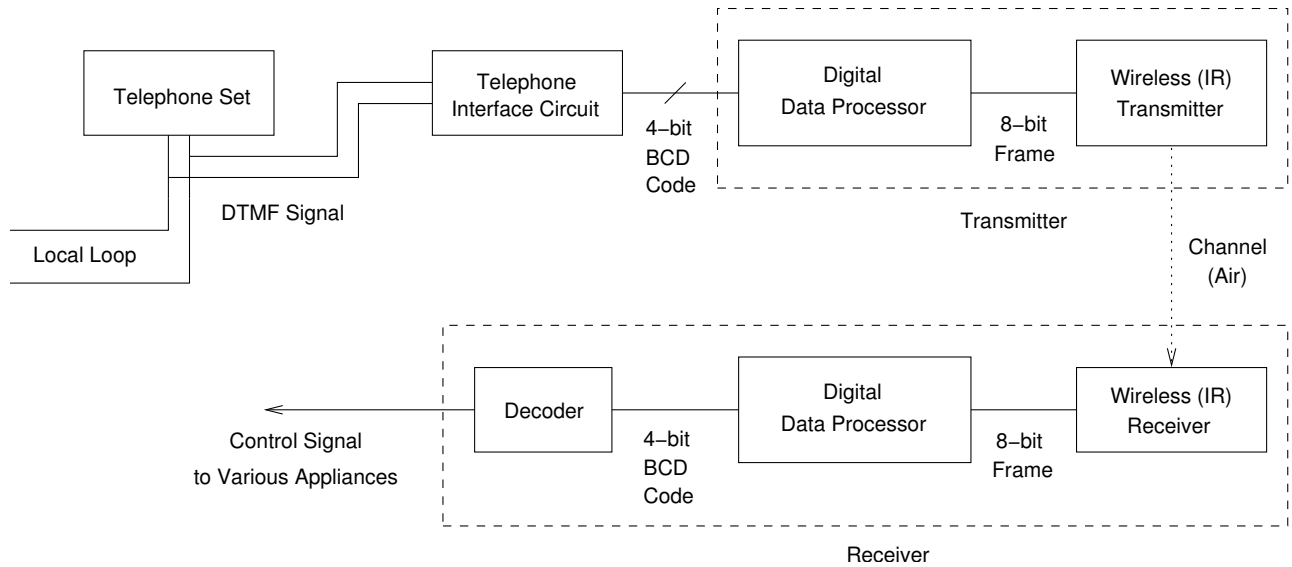 Telephone Set
Telephone
Interface Circuit
4−bit
BCD
Code
Digital
Data Processor
8−bit
Frame
Wireless (IR)
Transmitter
DTMF Signal
Local Loop
Transmitter
Channel
(Air)
Decoder
Control Signal
to Various Appliances
4−bit
BCD
Code
Digital
Data Processor
8−bit
Frame
Wireless (IR)
Receiver
Receiver